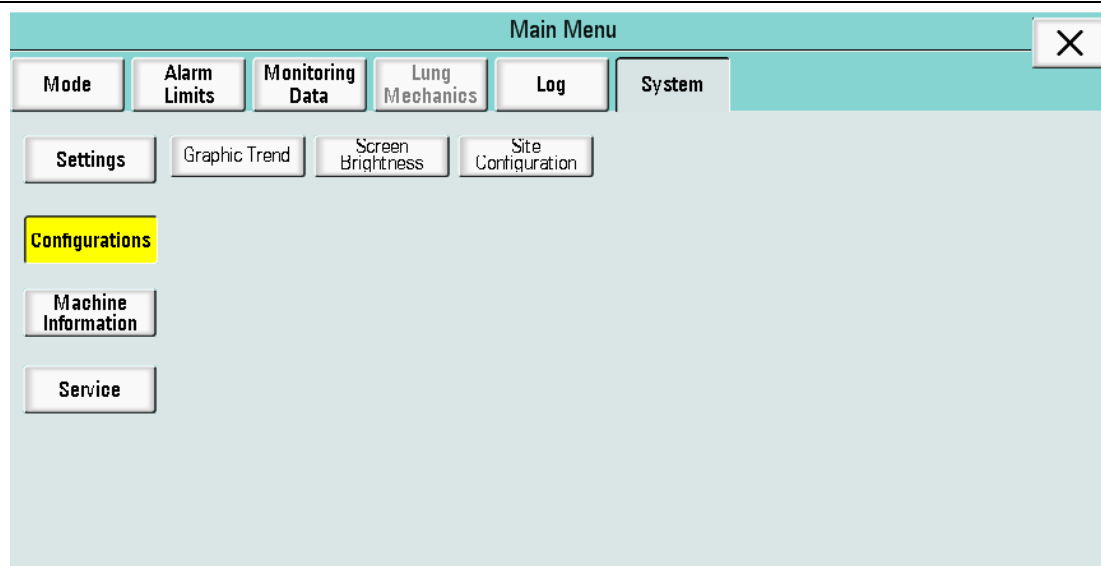 Main Menu
Mode
Alarm
Limits
Monitoring
Data
Lung
Mechanics
Log
System
Settings
Graphic Trend
Screen
Brightness
Site
Configuration
Configurations
Machine
Information
Service